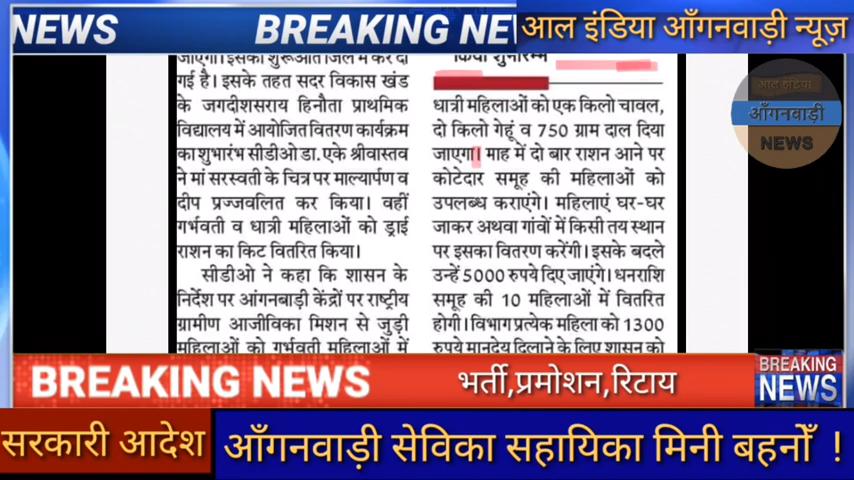 NEWS
BREAKING NEW
आल इंडिया आँगनवाड़ी न्यूज़
जाएगी। इसकी शुरूआत जिले में कर दी
गई है। इसके तहत सदर विकास खंड
के जगदीशसराय हिनौता प्राथमिक
विद्यालय में आयोजित वितरण कार्यक्रम
का शुभारंभ सीडीओ डा. एके श्रीवास्तव
ने मां सरस्वती के चित्र पर माल्यार्पण व
दीप प्रज्जवलित कर किया। वहीं
गर्भवती व धात्री महिलाओं को ड्राई
राशन का किट वितरित किया।
सीडीओ ने कहा कि शासन के
निर्देश पर आंगनबाड़ी केंद्रों पर राष्ट्रीय
ग्रामीण आजीविका मिशन से जुड़ी
महिलाओं को गर्भवती महिलाओं में
किया शुभारम्भ
धात्री महिलाओं को एक किलो चावल,
दो किलो गेहूं व 750 ग्राम दाल दिया
जाएगा। माह में दो बार राशन आने पर
कोटेदार समूह की महिलाओं को
उपलब्ध कराएंगे। महिलाएं घर-घर
जाकर अथवा गांवों में किसी तय स्थान
पर इसका वितरण करेंगी। इसके बदले
उन्हें 5000 रुपये दिए जाएंगे। धनराशि
समूह की 10 महिलाओं में वितरित
होगी। विभाग प्रत्येक महिला को 1300
रुपये मानदेय दिलाने के लिए शासन को
आल इंडिया
आँगनवाड़ी
NEWS
BREAKING NEWS
भर्ती,प्रमोशन,रिटाय
BREAKING
NEWS
सरकारी आदेश
आँगनवाड़ी सेविका सहायिका मिनी बहनोँ !